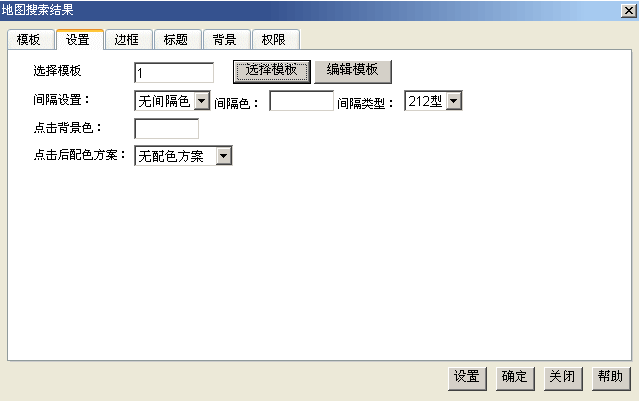 地图搜索结果
模板 设置 边框 标题 背景 权限
选择模板 1 选择模板 编辑模板
间隔设置： 无间隔色 间隔色： 间隔类型： 212型
点击背景色：
点击后配色方案： 无配色方案
设置 确定 关闭 帮助